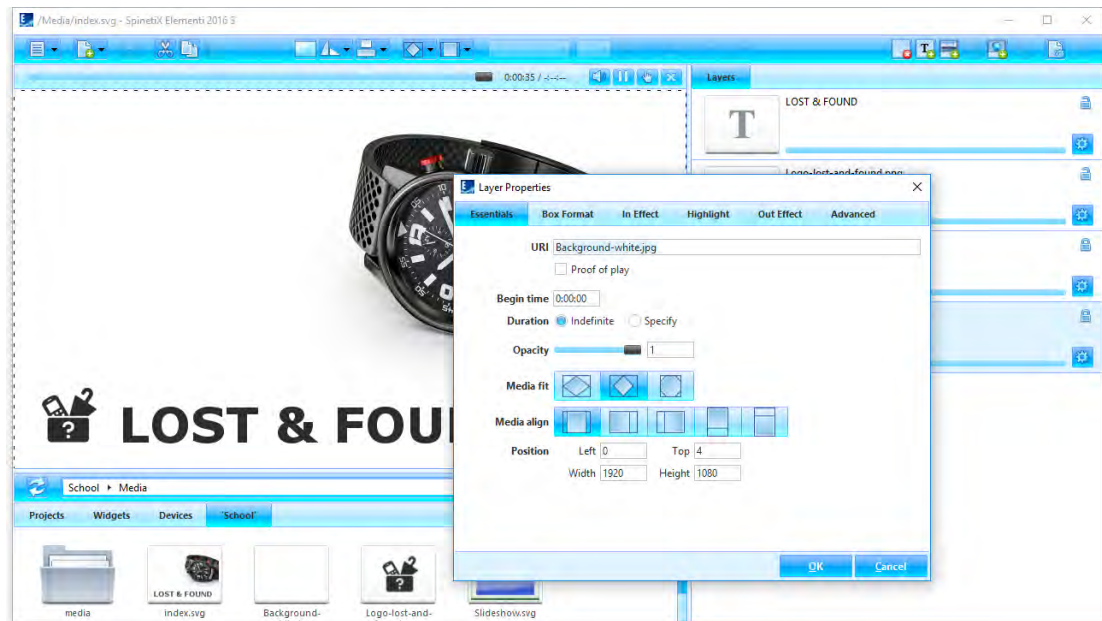 /Media/index.svg - SpinetiX Elementi 2016 3
0:00:35 / -:--:--
Layers
LOST & FOUND
T
Logo-lost-and-found.png
Layer Properties
Essentials Box Format In Effect Highlight Out Effect Advanced
URI Background-white.jpg
Proof of play
Begin time 0:00:00
Duration Indefinite Specify
Opacity 1
Media fit
Media align
Position Left 0 Top 4
Width 1920 Height 1080
OK Cancel
LOST & FOU
School Media
Projects Widgets Devices "School"
LOST & FOUND
media index.svg Background- Logo-lost-and- Slideshow.svg